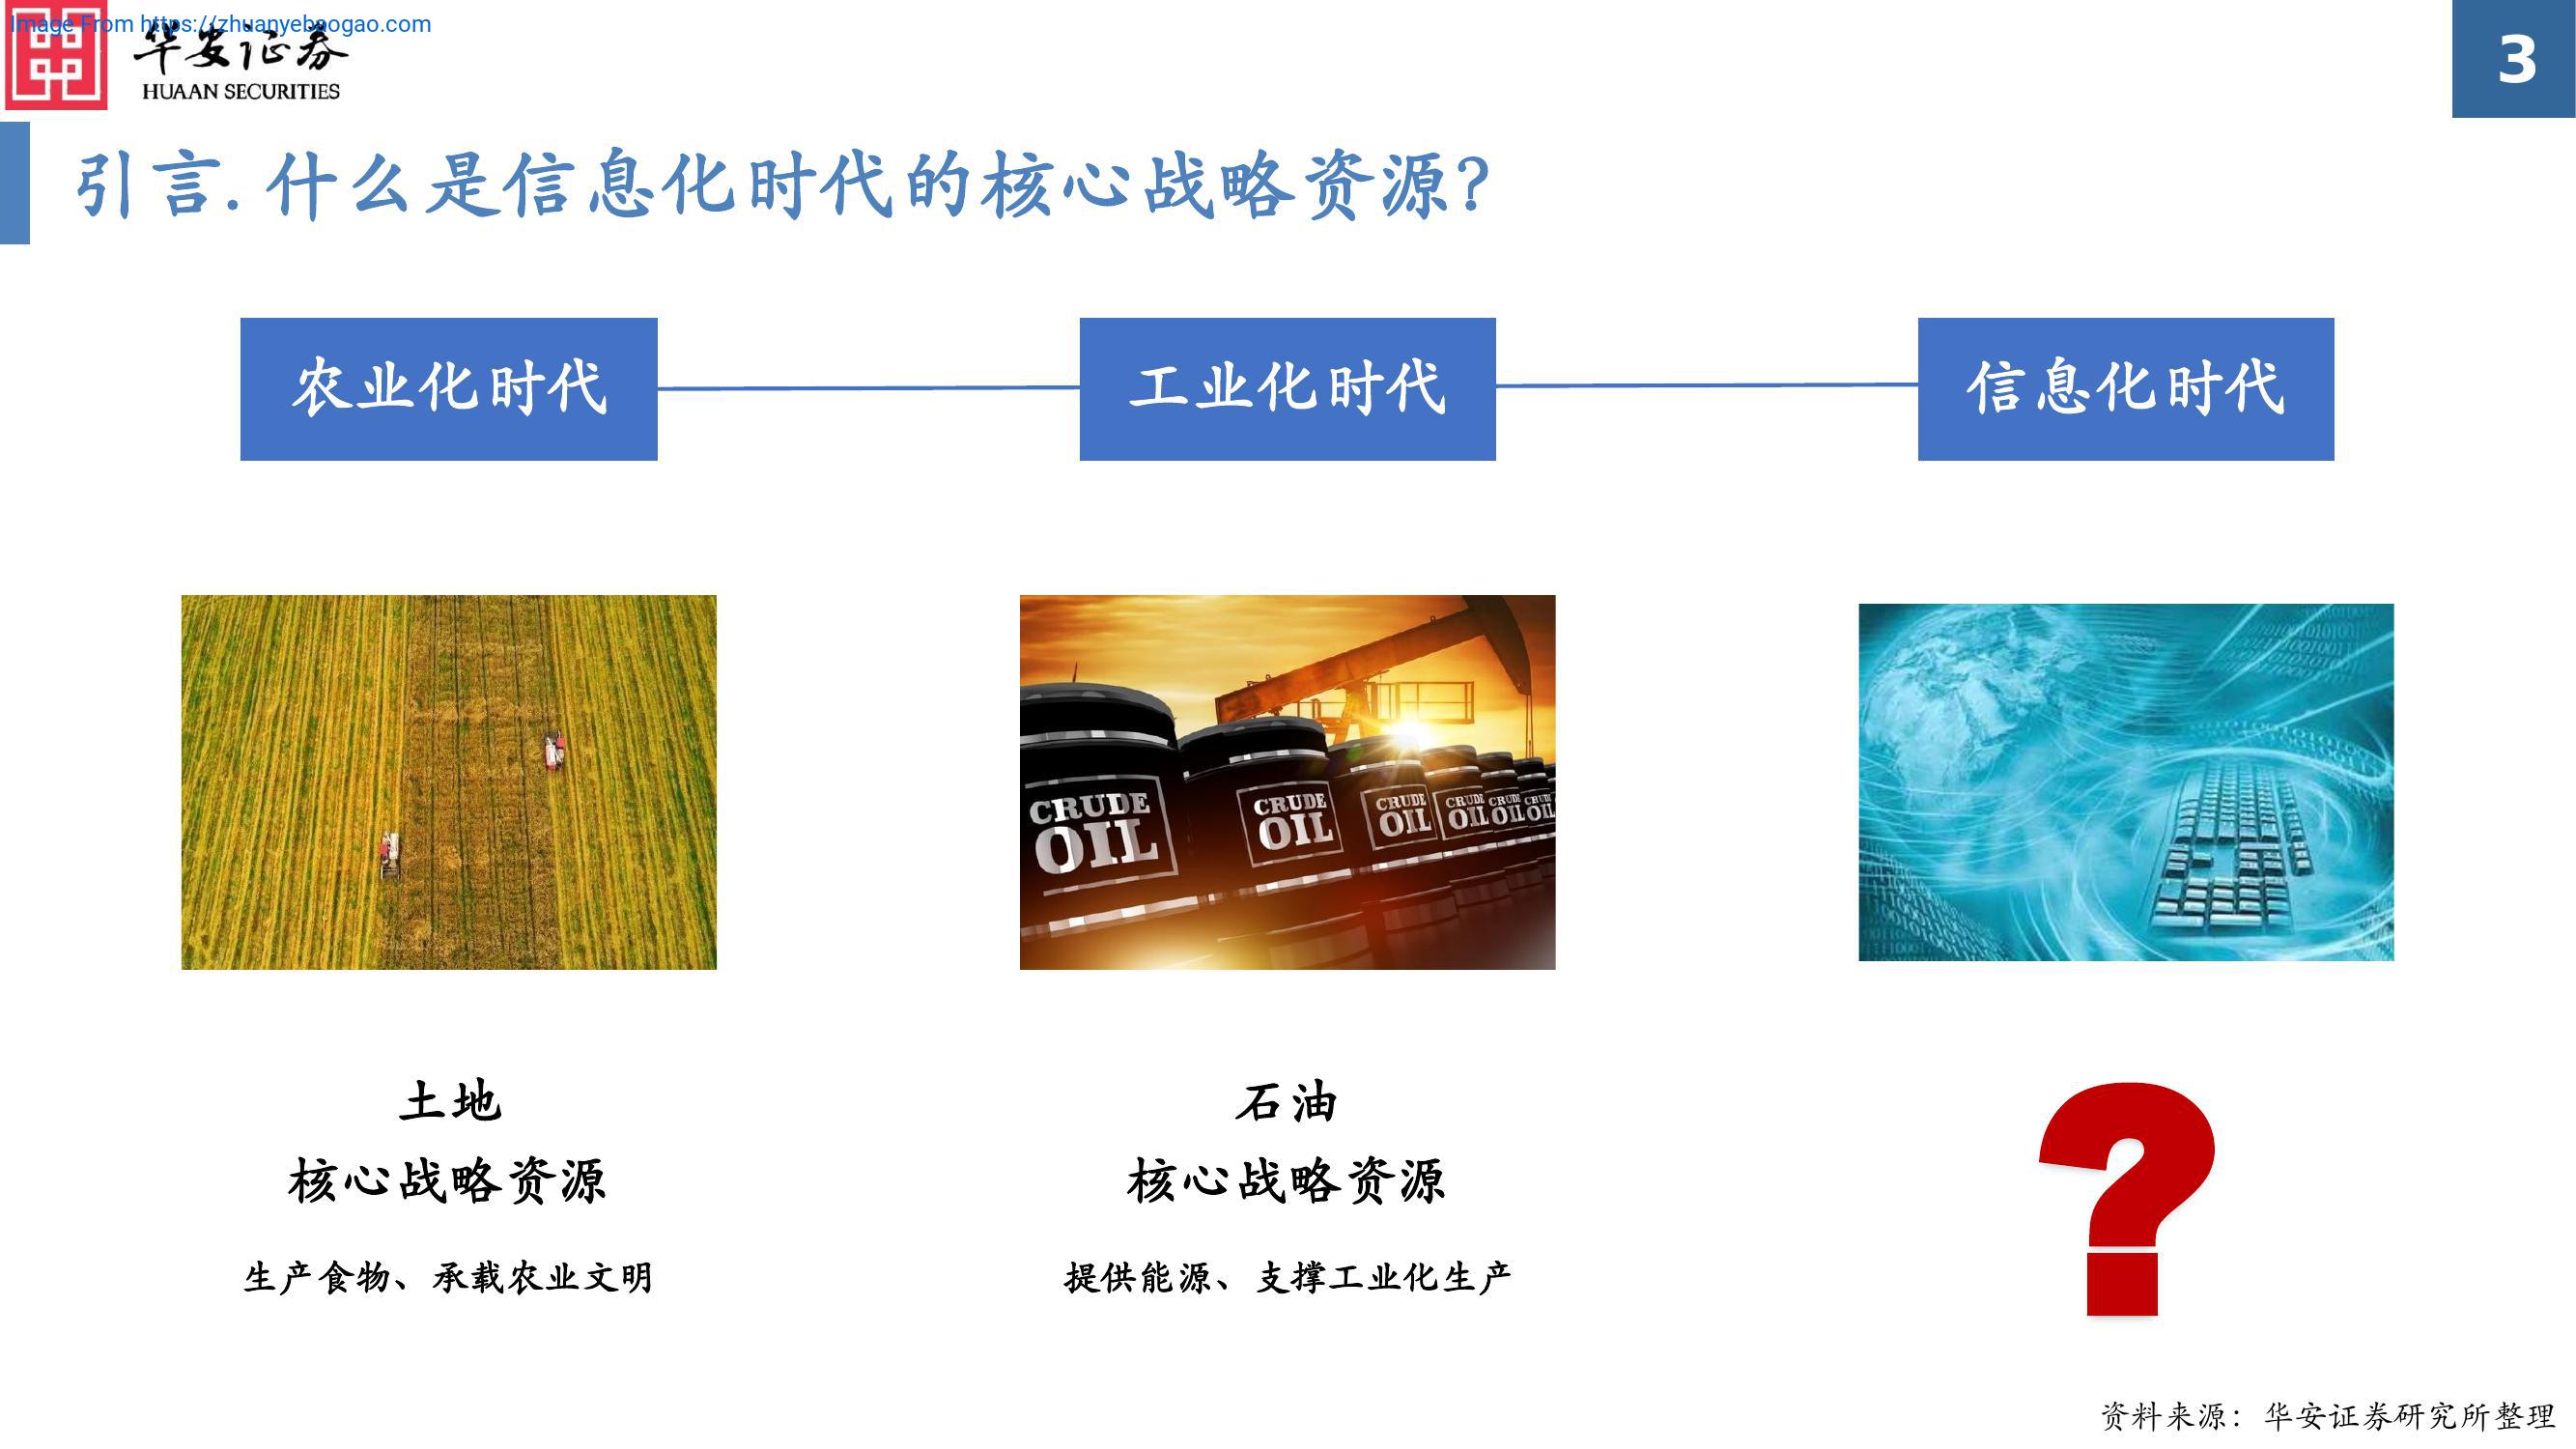 Image From https://zhuanyebaogao.com
华安证券
HUAAN SECURITIES
3
引言.什么是信息化时代的核心战略资源?
农业化时代
工业化时代
信息化时代
CRUDE
OIL
CRUDE
OIL
CRUDE
OIL
CRUDE
OIL
CRUDE
OIL
CRUDE
OIL
土地
核心战略资源
生产食物、承载农业文明
石油
核心战略资源
提供能源、支撑工业化生产
?
资料来源：华安证券研究所整理